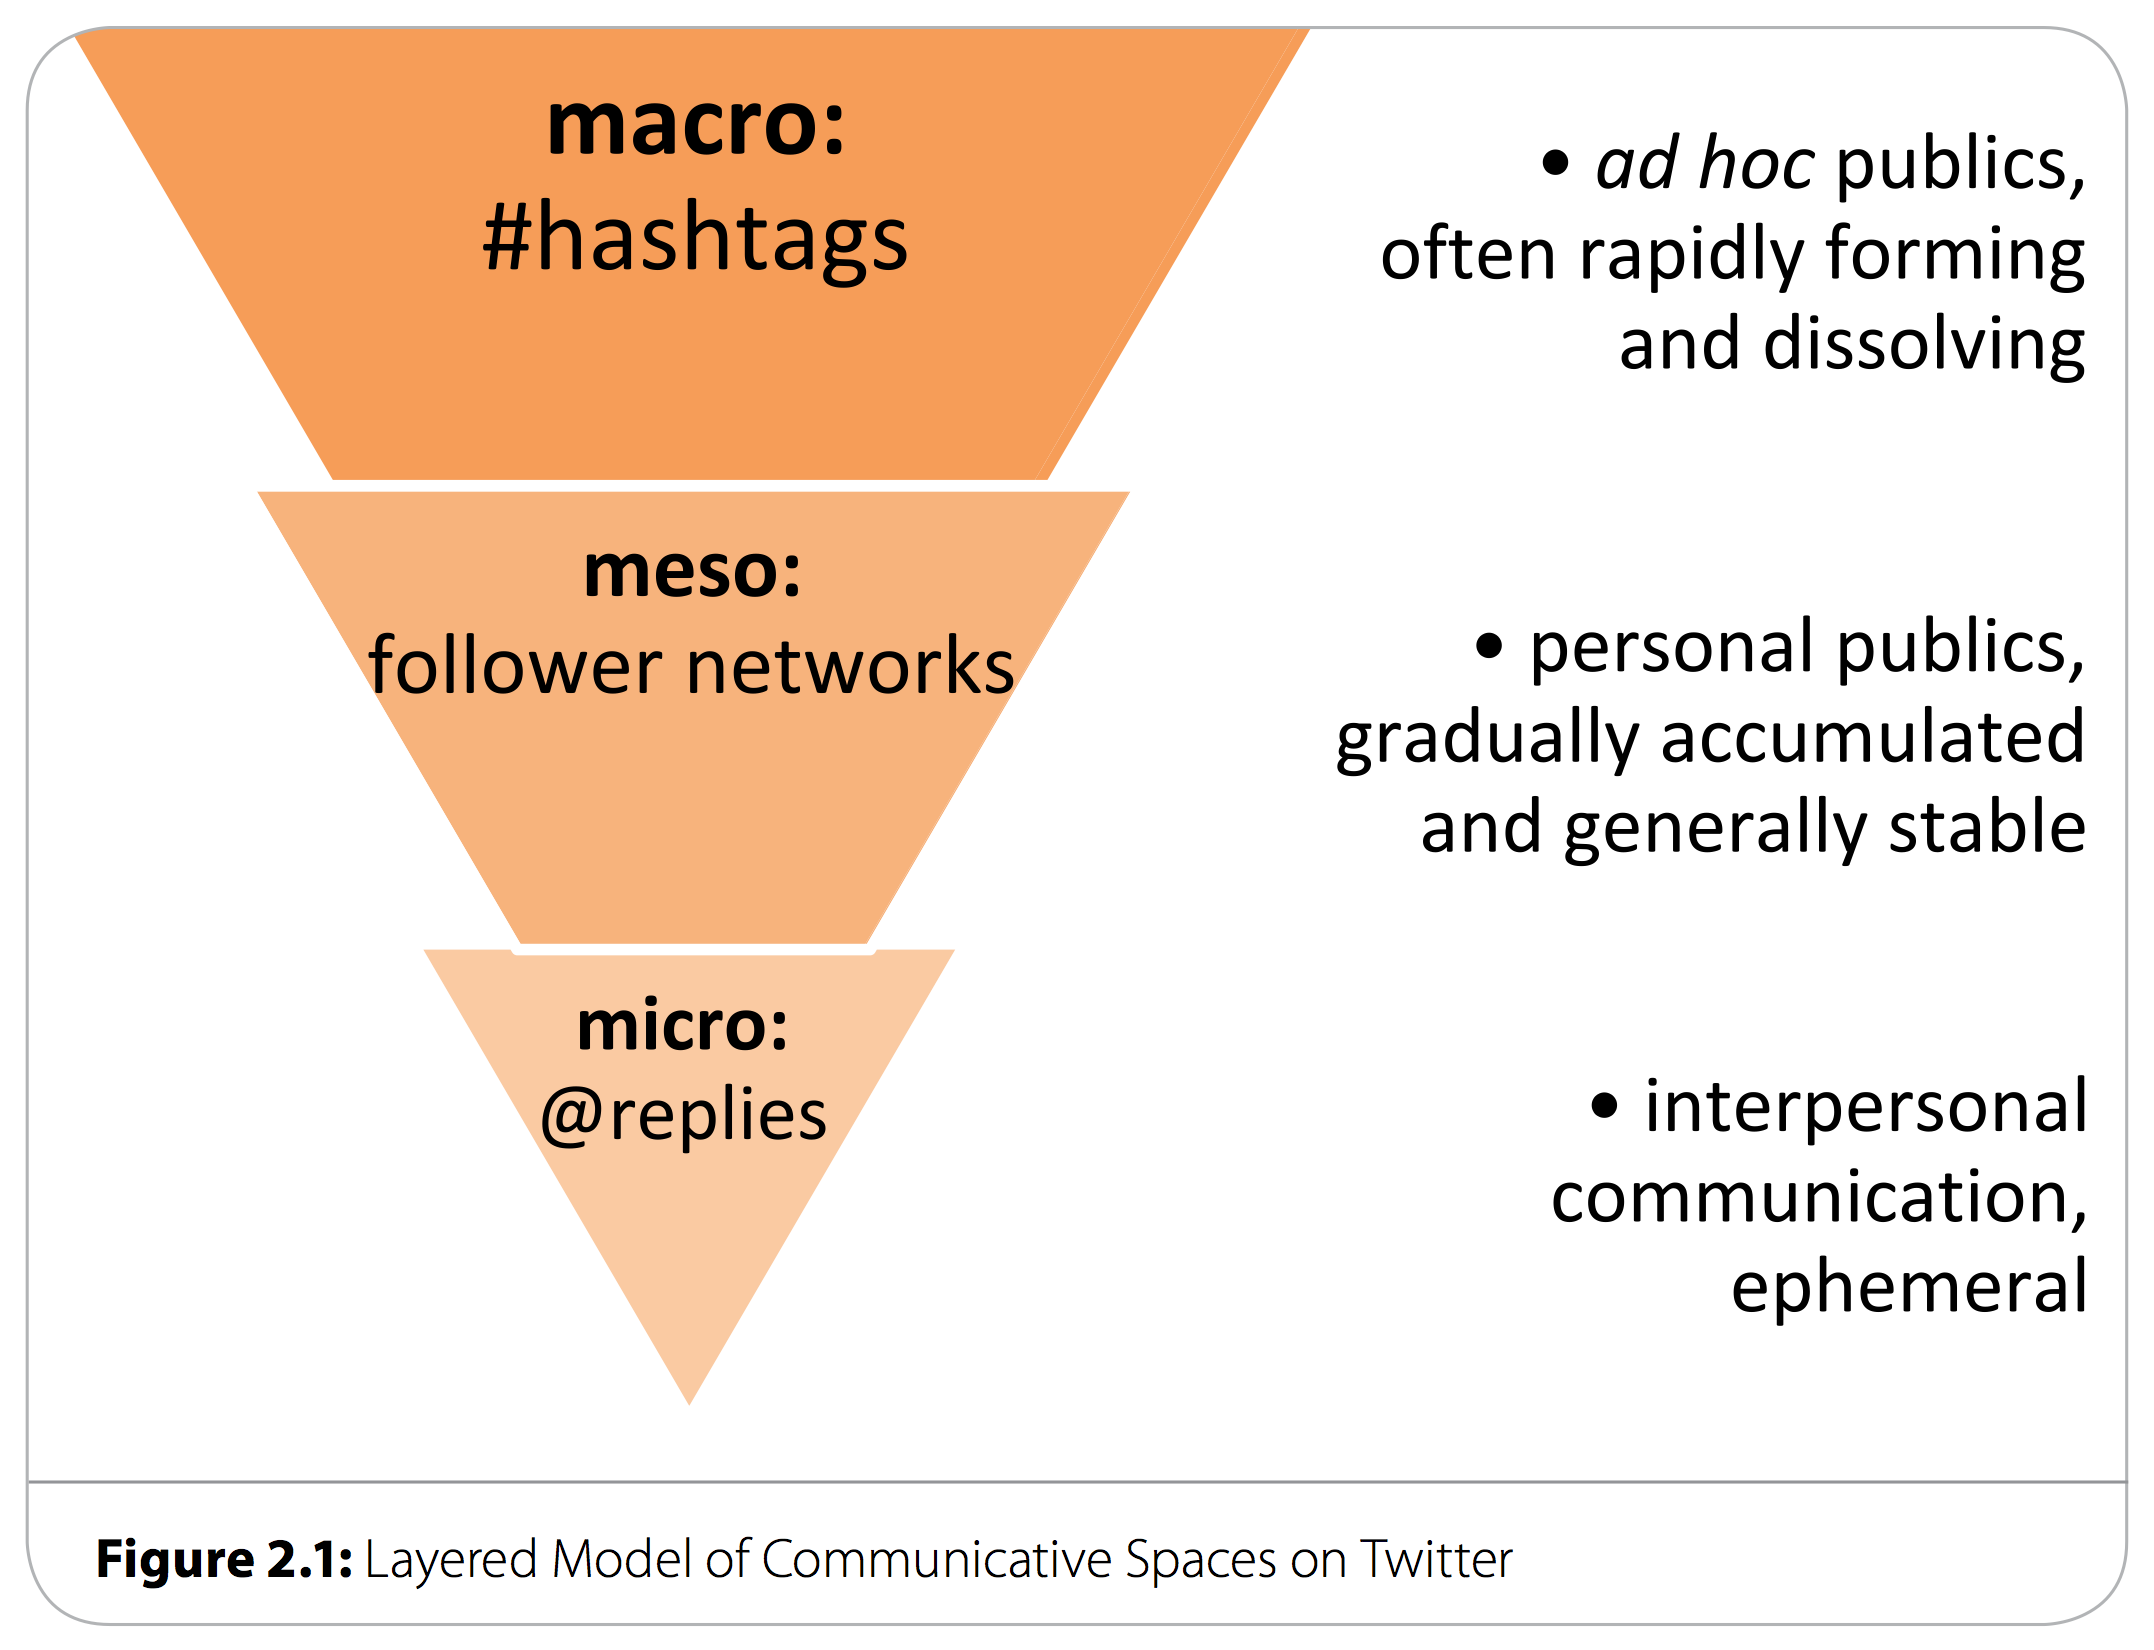 macro:
#hashtags
• ad hoc publics,
often rapidly forming
and dissolving
meso:
follower networks
• personal publics,
gradually accumulated
and generally stable
micro:
@replies
• interpersonal
communication,
ephemeral
Figure 2.1: Layered Model of Communicative Spaces on Twitter